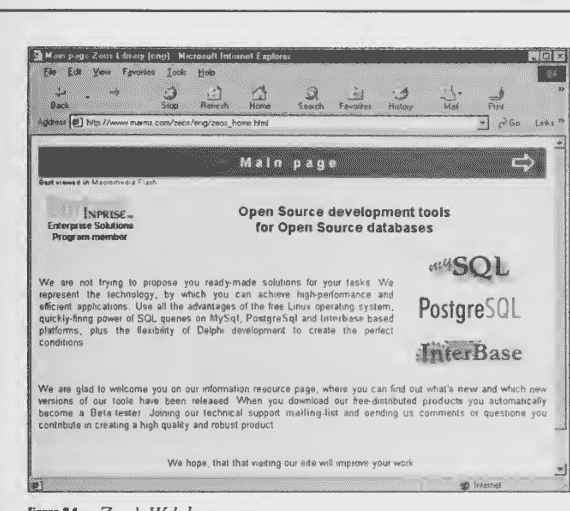 Main page Zeos Library [eng] Microsoft Internet Explorer
File Edit View Favorites Tools Help
Back Stop Refresh Home Search Favorites History Mail Print
Address http://www.marms.com/zeos/eng/zeos_home.html Go Links
Main page
Best viewed in Macromedia Flash
INPRISE
Enterprise Solutions
Program member
Open Source development tools
for Open Source databases
mySQL
PostgreSQL
InterBase
We are not trying to propose you ready-made solutions for your tasks. We
represent the technology, by which you can achieve high-performance and
efficient applications. Use all the advantages of the free Linux operating system,
quickly-firing power of SQL queries on MySql, PostgreSql and Interbase based
platforms, plus the flexibility of Delphi development to create the perfect
conditions
We are glad to welcome you on our information resource page, where you can find out what's new and which new
versions of our tools have been released. When you download our free-distributed products you automatically
become a Beta-tester. Joining our technical support mailing-list and sending us comments or questions you
contribute in creating a high quality and robust product
We hope, that that visiting our site will improve your work
Internet